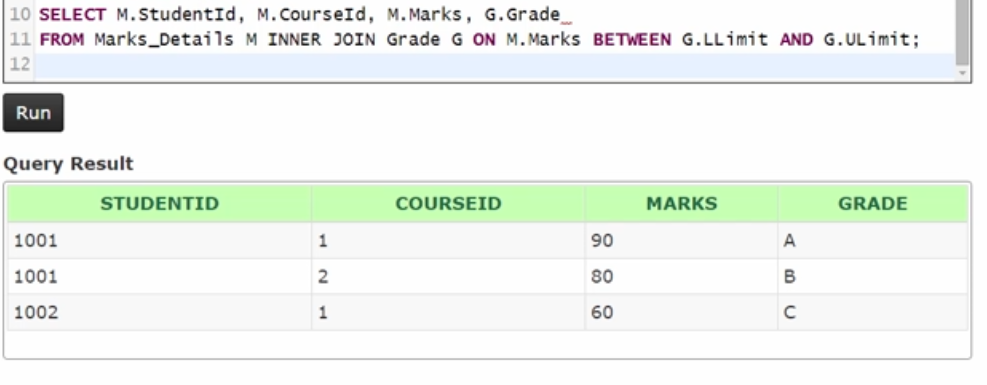 10 SELECT M.StudentId, M.CourseId, M.Marks, G.Grade
11 FROM Marks_Details M INNER JOIN Grade G ON M.Marks BETWEEN G.LLimit AND G.ULimit;
12
Run
Query Result
STUDENTID COURSEID MARKS GRADE
1001 1 90 A
1001 2 80 B
1002 1 60 C